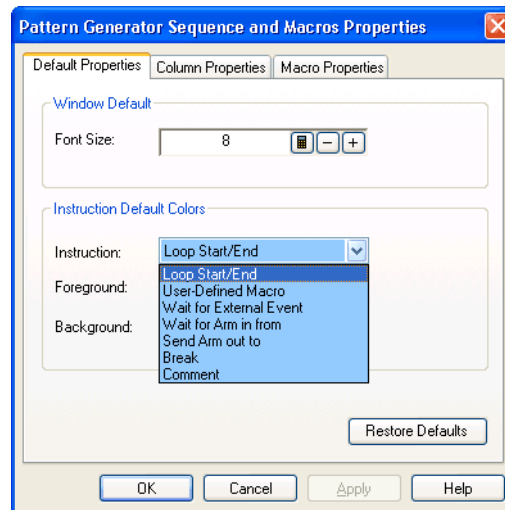 Pattern Generator Sequence and Macros Properties
Default Properties Column Properties Macro Properties
Window Default
Font Size: 8 - +
Instruction Default Colors
Instruction: Loop Start/End
Loop Start/End
Foreground:
User-Defined Macro
Wait for External Event
Background:
Wait for Arm in from
Send Arm out to
Break
Comment
Restore Defaults
OK Cancel Apply Help